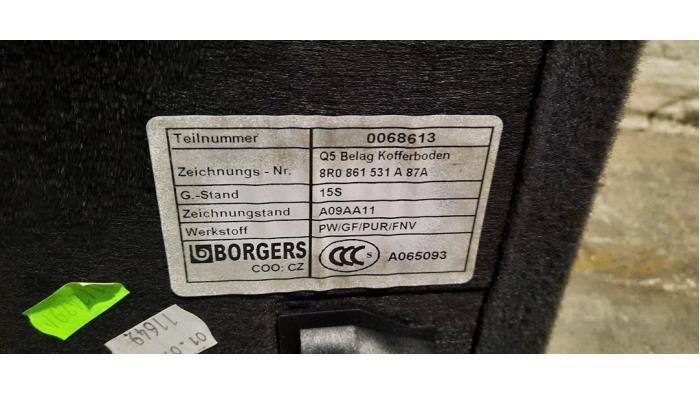 Teilnummer 0068613
Zeichnungs - Nr. Q5 Belag Kofferboden
8R0 861 531 A 87A
G.-Stand 15S
Zeichnungstand A09AA11
Werkstoff PW/GF/PUR/FNV
BORGERS CCC S A065093
COO: CZ
11649
01.